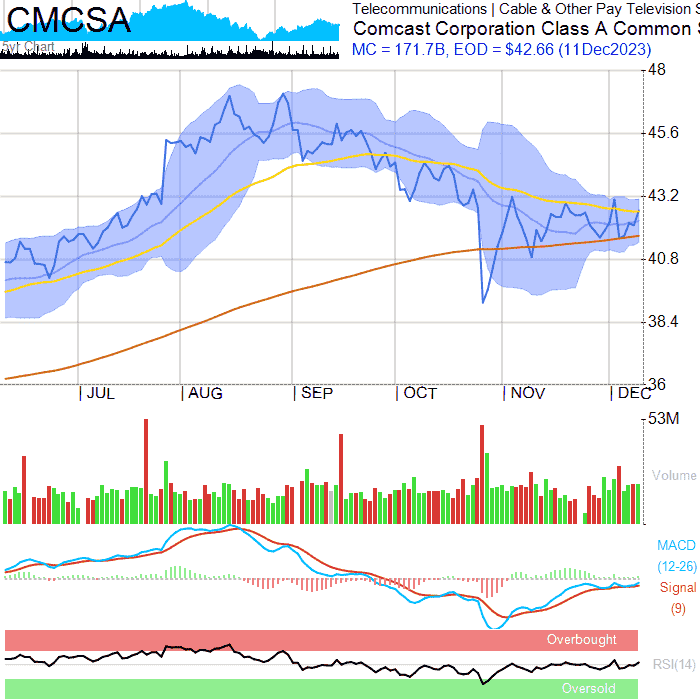 CMCSA
5yr Chart
Telecommunications | Cable & Other Pay Television S
Comcast Corporation Class A Common S
MC = 171.7B, EOD = $42.66 (11Dec2023)
48
45.6
43.2
40.8
38.4
36
| JUL | AUG | SEP | OCT | NOV | DEC
53M
Volume
MACD
(12-26)
Signal
(9)
Overbought
RSI(14)
Oversold